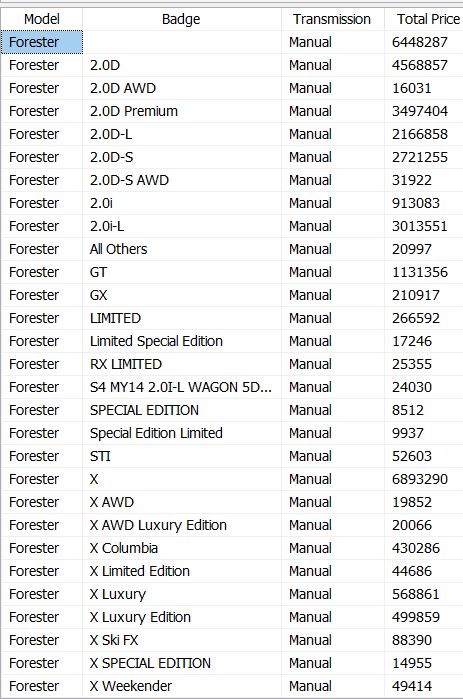 Model Badge Transmission Total Price
Forester Manual 6448287
Forester 2.0D Manual 4568857
Forester 2.0D AWD Manual 16031
Forester 2.0D Premium Manual 3497404
Forester 2.0D-L Manual 2166858
Forester 2.0D-S Manual 2721255
Forester 2.0D-S AWD Manual 31922
Forester 2.0i Manual 913083
Forester 2.0i-L Manual 3013551
Forester All Others Manual 20997
Forester GT Manual 1131356
Forester GX Manual 210917
Forester LIMITED Manual 266592
Forester Limited Special Edition Manual 17246
Forester RX LIMITED Manual 25355
Forester S4 MY14 2.0I-L WAGON 5D... Manual 24030
Forester SPECIAL EDITION Manual 8512
Forester Special Edition Limited Manual 9937
Forester STI Manual 52603
Forester X Manual 6893290
Forester X AWD Manual 19852
Forester X AWD Luxury Edition Manual 20066
Forester X Columbia Manual 430286
Forester X Limited Edition Manual 44686
Forester X Luxury Manual 568861
Forester X Luxury Edition Manual 499859
Forester X Ski FX Manual 88390
Forester X SPECIAL EDITION Manual 14955
Forester X Weekender Manual 49414